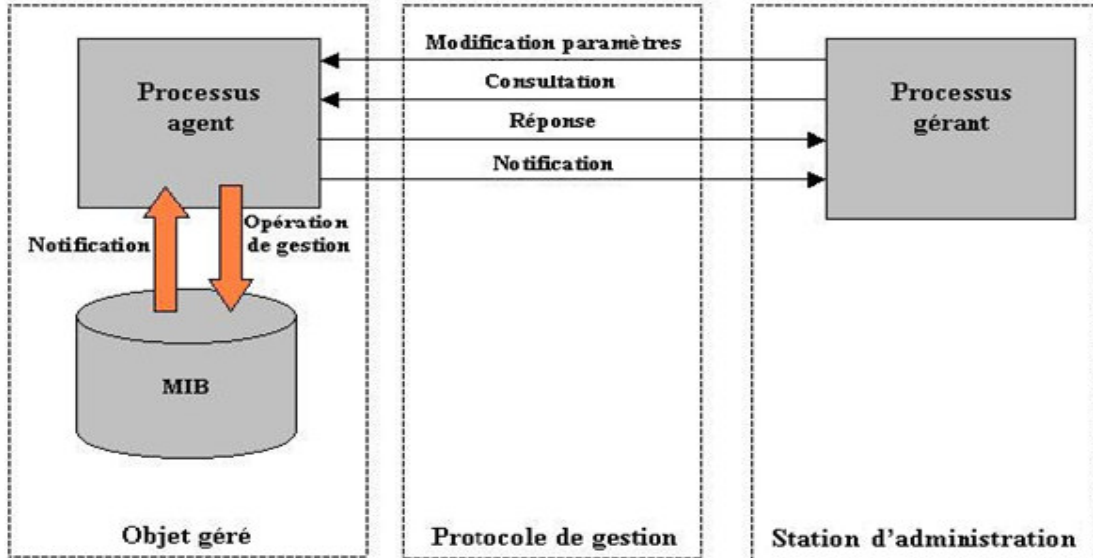 Modification paramètres
Consultation
Réponse
Notification
Processus
agent
Processus
gérant
Notification
Opération
de gestion
MIB
Objet géré
Protocole de gestion
Station d'administration